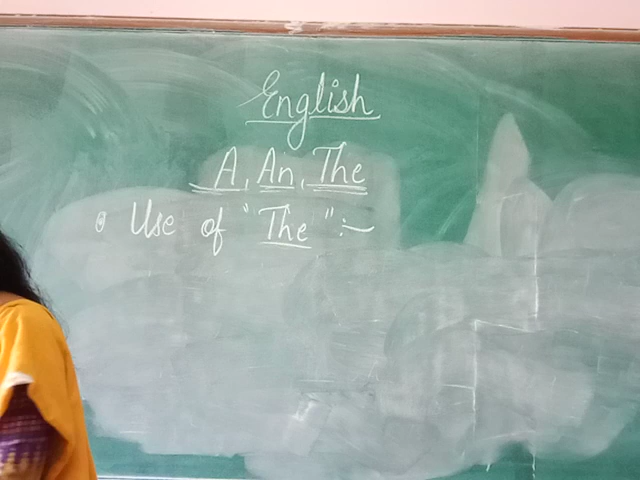 English
A, An, The
• Use of "The" :-